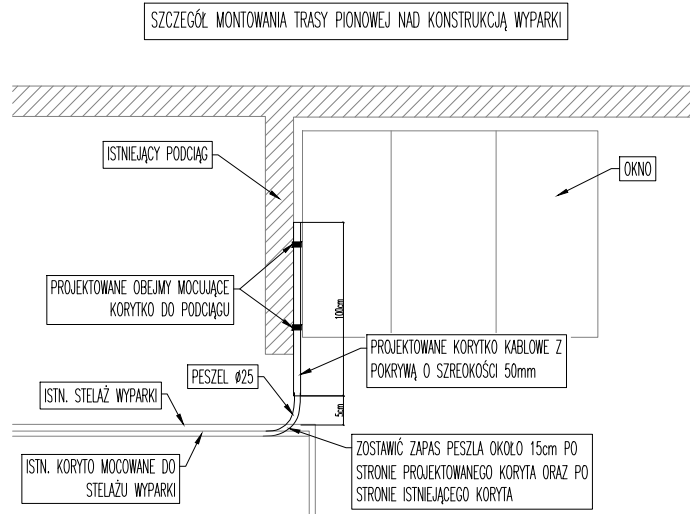 SZCZEGÓŁ MONTOWANIA TRASY PIONOWEJ NAD KONSTRUKCJĄ WYPARKI
ISTNIEJĄCY PODCIĄG
OKNO
PROJEKTOWANE OBEJMY MOCUJĄCE
KORYTKO DO PODCIĄGU
100cm
PROJEKTOWANE KORYTKO KABLOWE Z
POKRYWĄ O SZREOKOŚCI 50mm
PESZEL Ø25
5cm
ISTN. STELAŻ WYPARKI
ISTN. KORYTO MOCOWANE DO
STELAŻU WYPARKI
ZOSTAWIĆ ZAPAS PESZLA OKOŁO 15cm PO
STRONIE PROJEKTOWANEGO KORYTA ORAZ PO
STRONIE ISTNIEJĄCEGO KORYTA